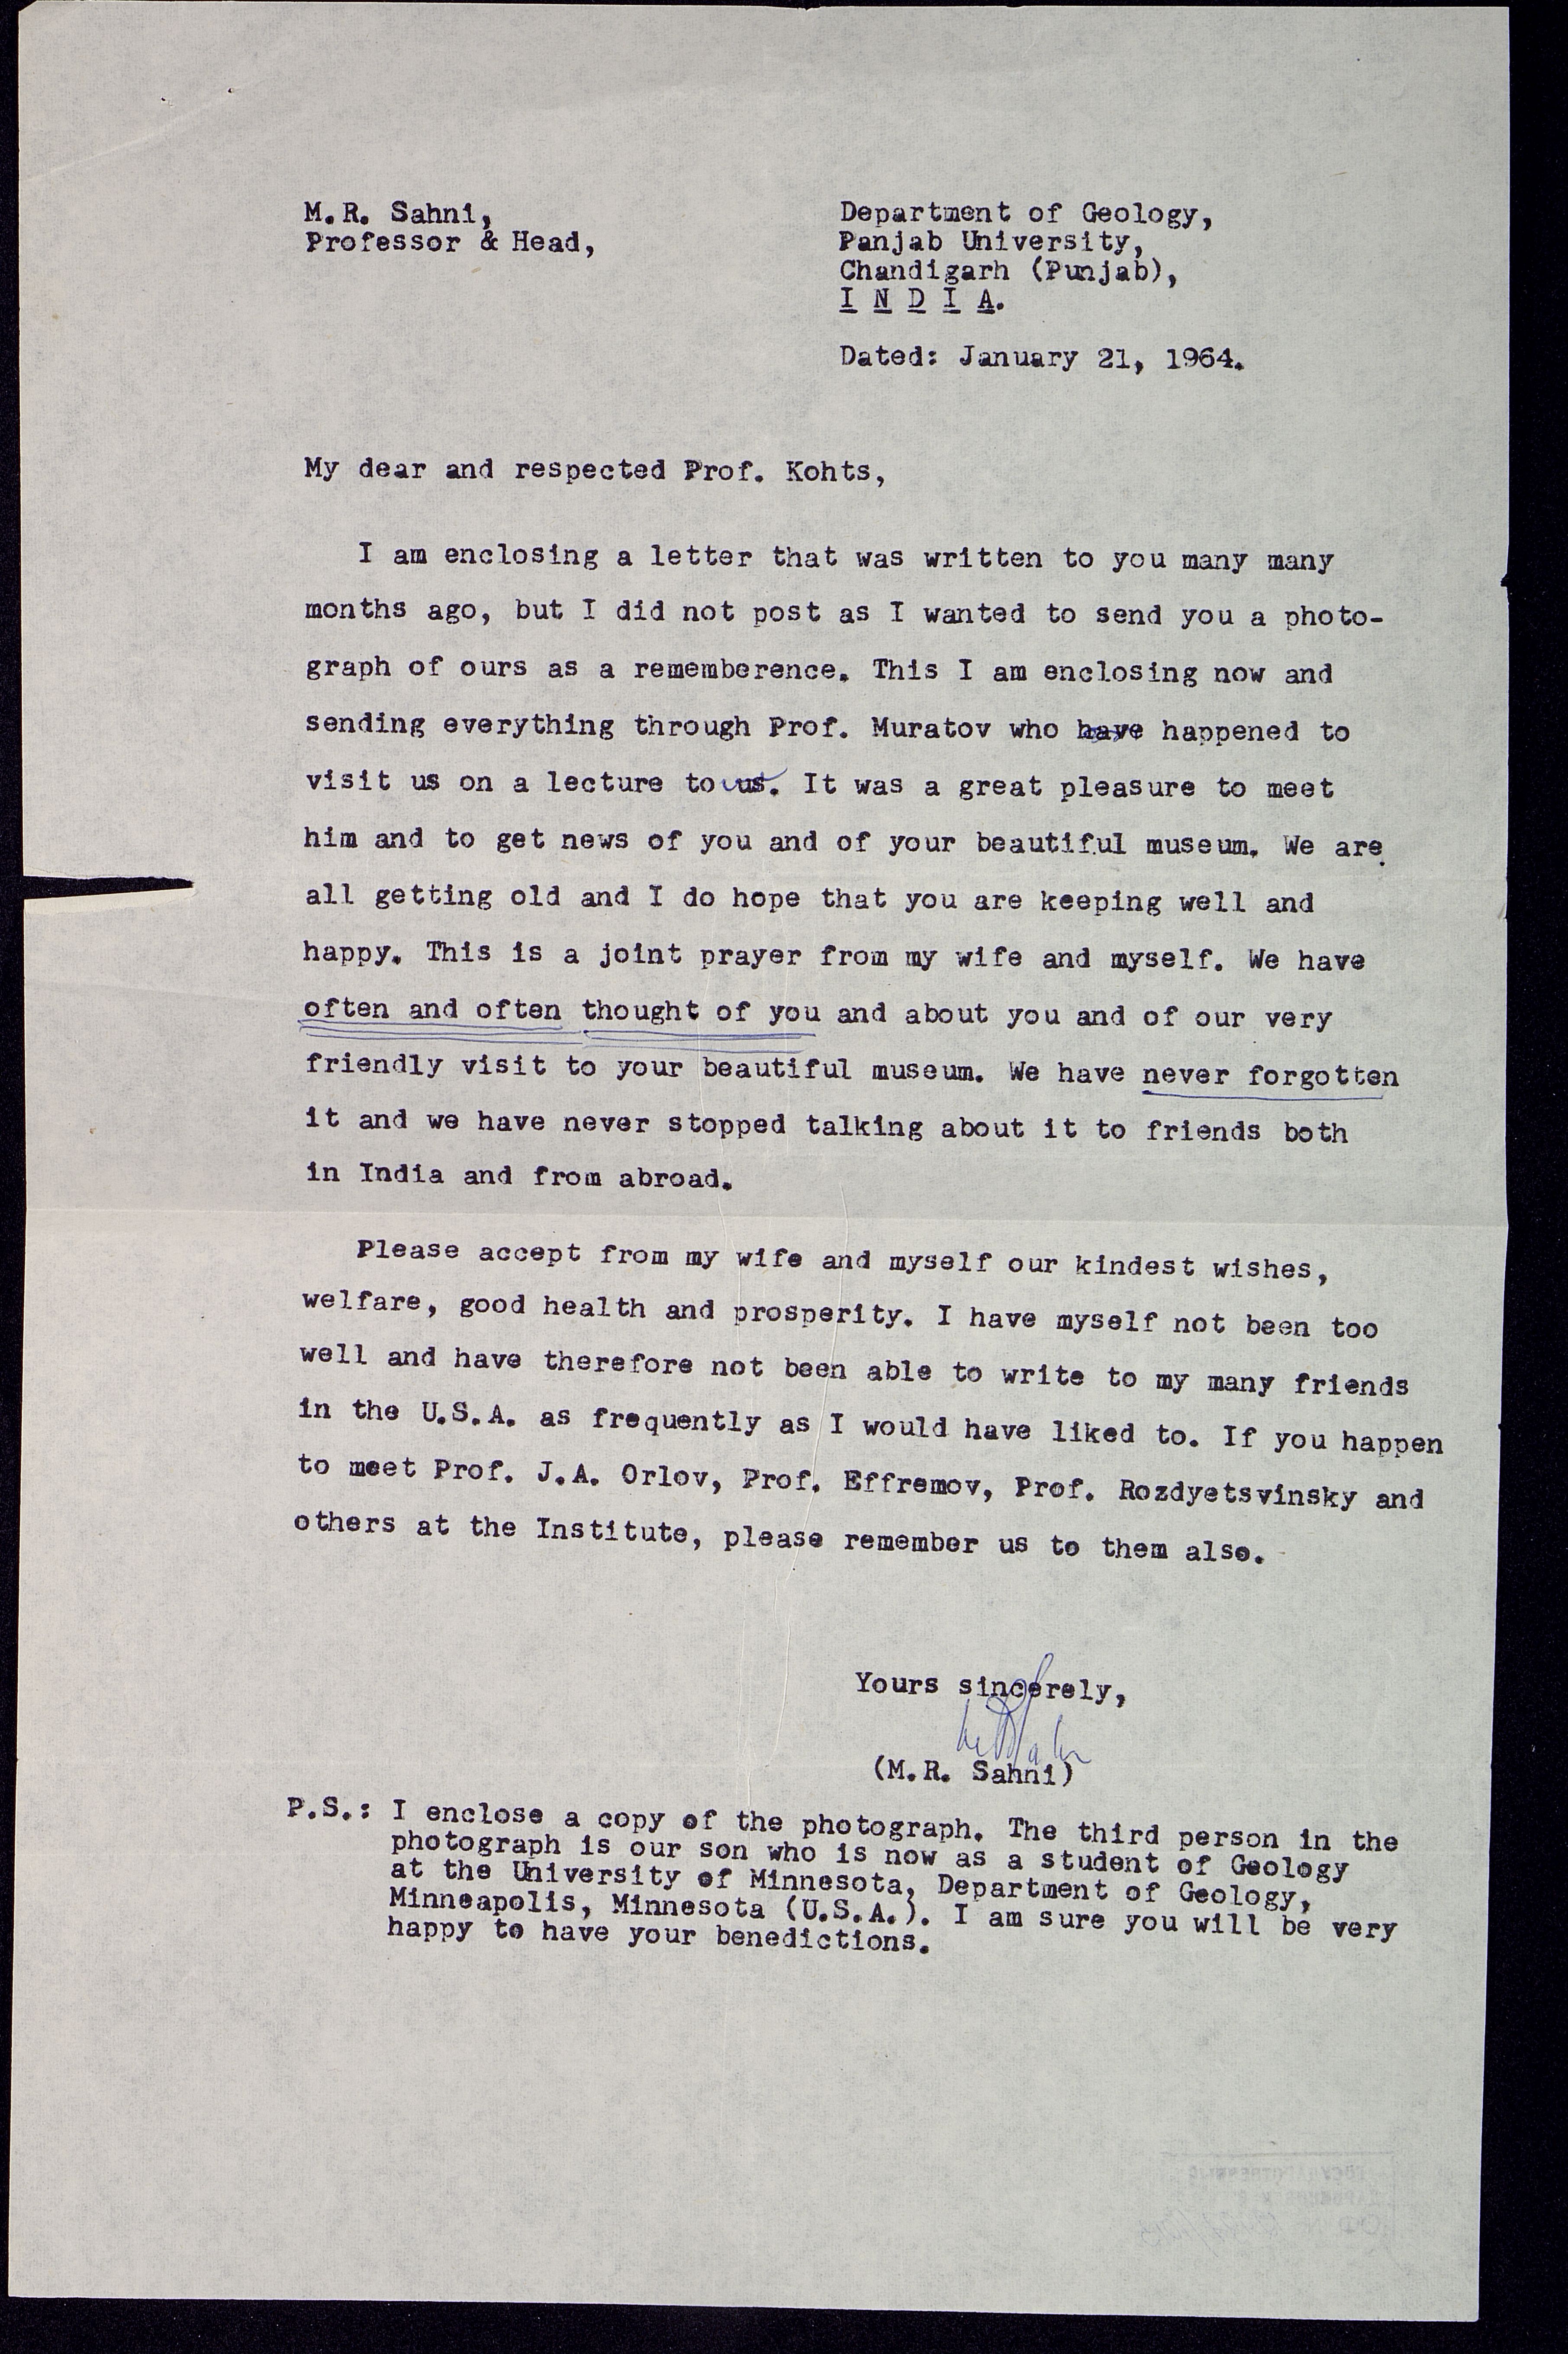 M.R. Sahni,
Professor & Head,
Department of Geology,
Panjab University,
Chandigarh (Punjab),
I N D I A.
Dated: January 21, 1964.
My dear and respected Prof. Kohts,
I am enclosing a letter that was written to you many many
months ago, but I did not post as I wanted to send you a photo-
graph of ours as a rememberence. This I am enclosing now and
sending everything through Prof. Muratov who have happened to
visit us on a lecture to us. It was a great pleasure to meet
him and to get news of you and of your beautiful museum. We are
all getting old and I do hope that you are keeping well and
happy. This is a joint prayer from my wife and myself. We have
often and often thought of you and about you and of our very
friendly visit to your beautiful museum. We have never forgotten
it and we have never stopped talking about it to friends both
in India and from abroad.
Please accept from my wife and myself our kindest wishes,
welfare, good health and prosperity. I have myself not been too
well and have therefore not been able to write to my many friends
in the U.S.A. as frequently as I would have liked to. If you happen
to meet Prof. J.A. Orlov, Prof. Effremov, Prof. Rozdyetsvinsky and
others at the Institute, please remember us to them also.
Yours sincerely,
(M.R. Sahni)
P.S.: I enclose a copy of the photograph. The third person in the
photograph is our son who is now as a student of Geology
at the University of Minnesota, Department of Geology,
Minneapolis, Minnesota (U.S.A.). I am sure you will be very
happy to have your benedictions.